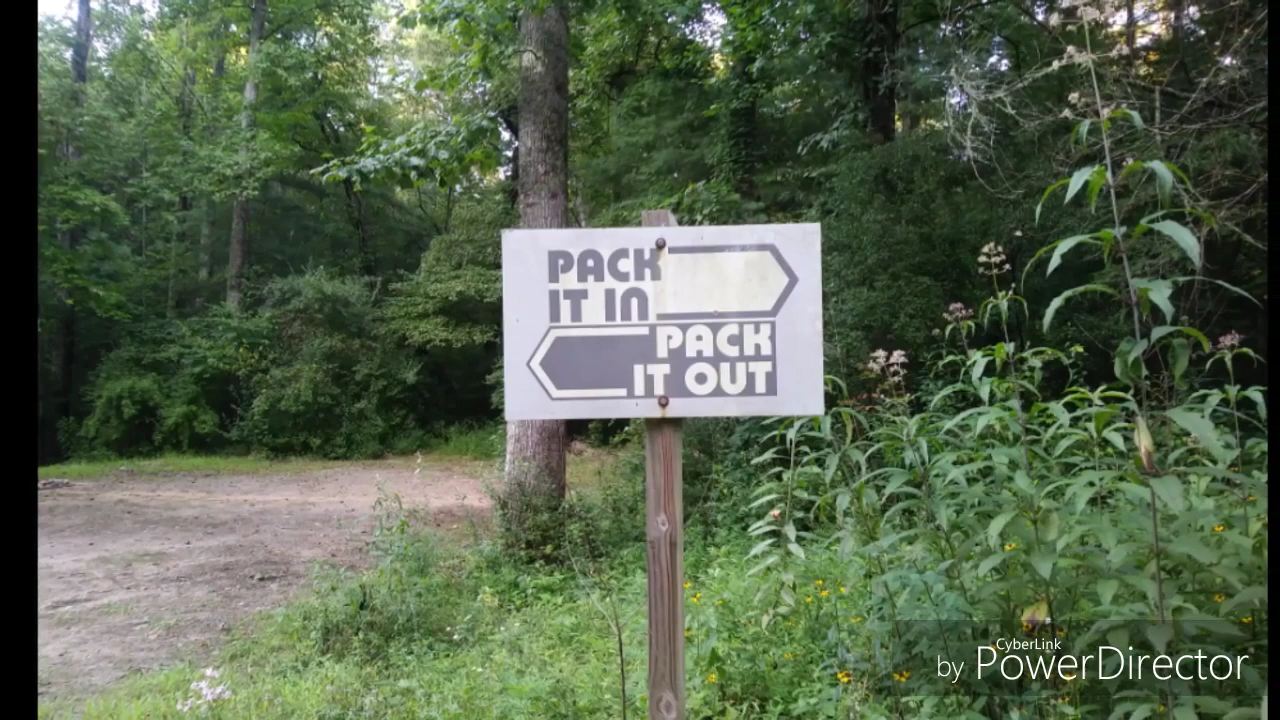 PACK
IT IN
PACK
IT OUT
CyberLink
by PowerDirector